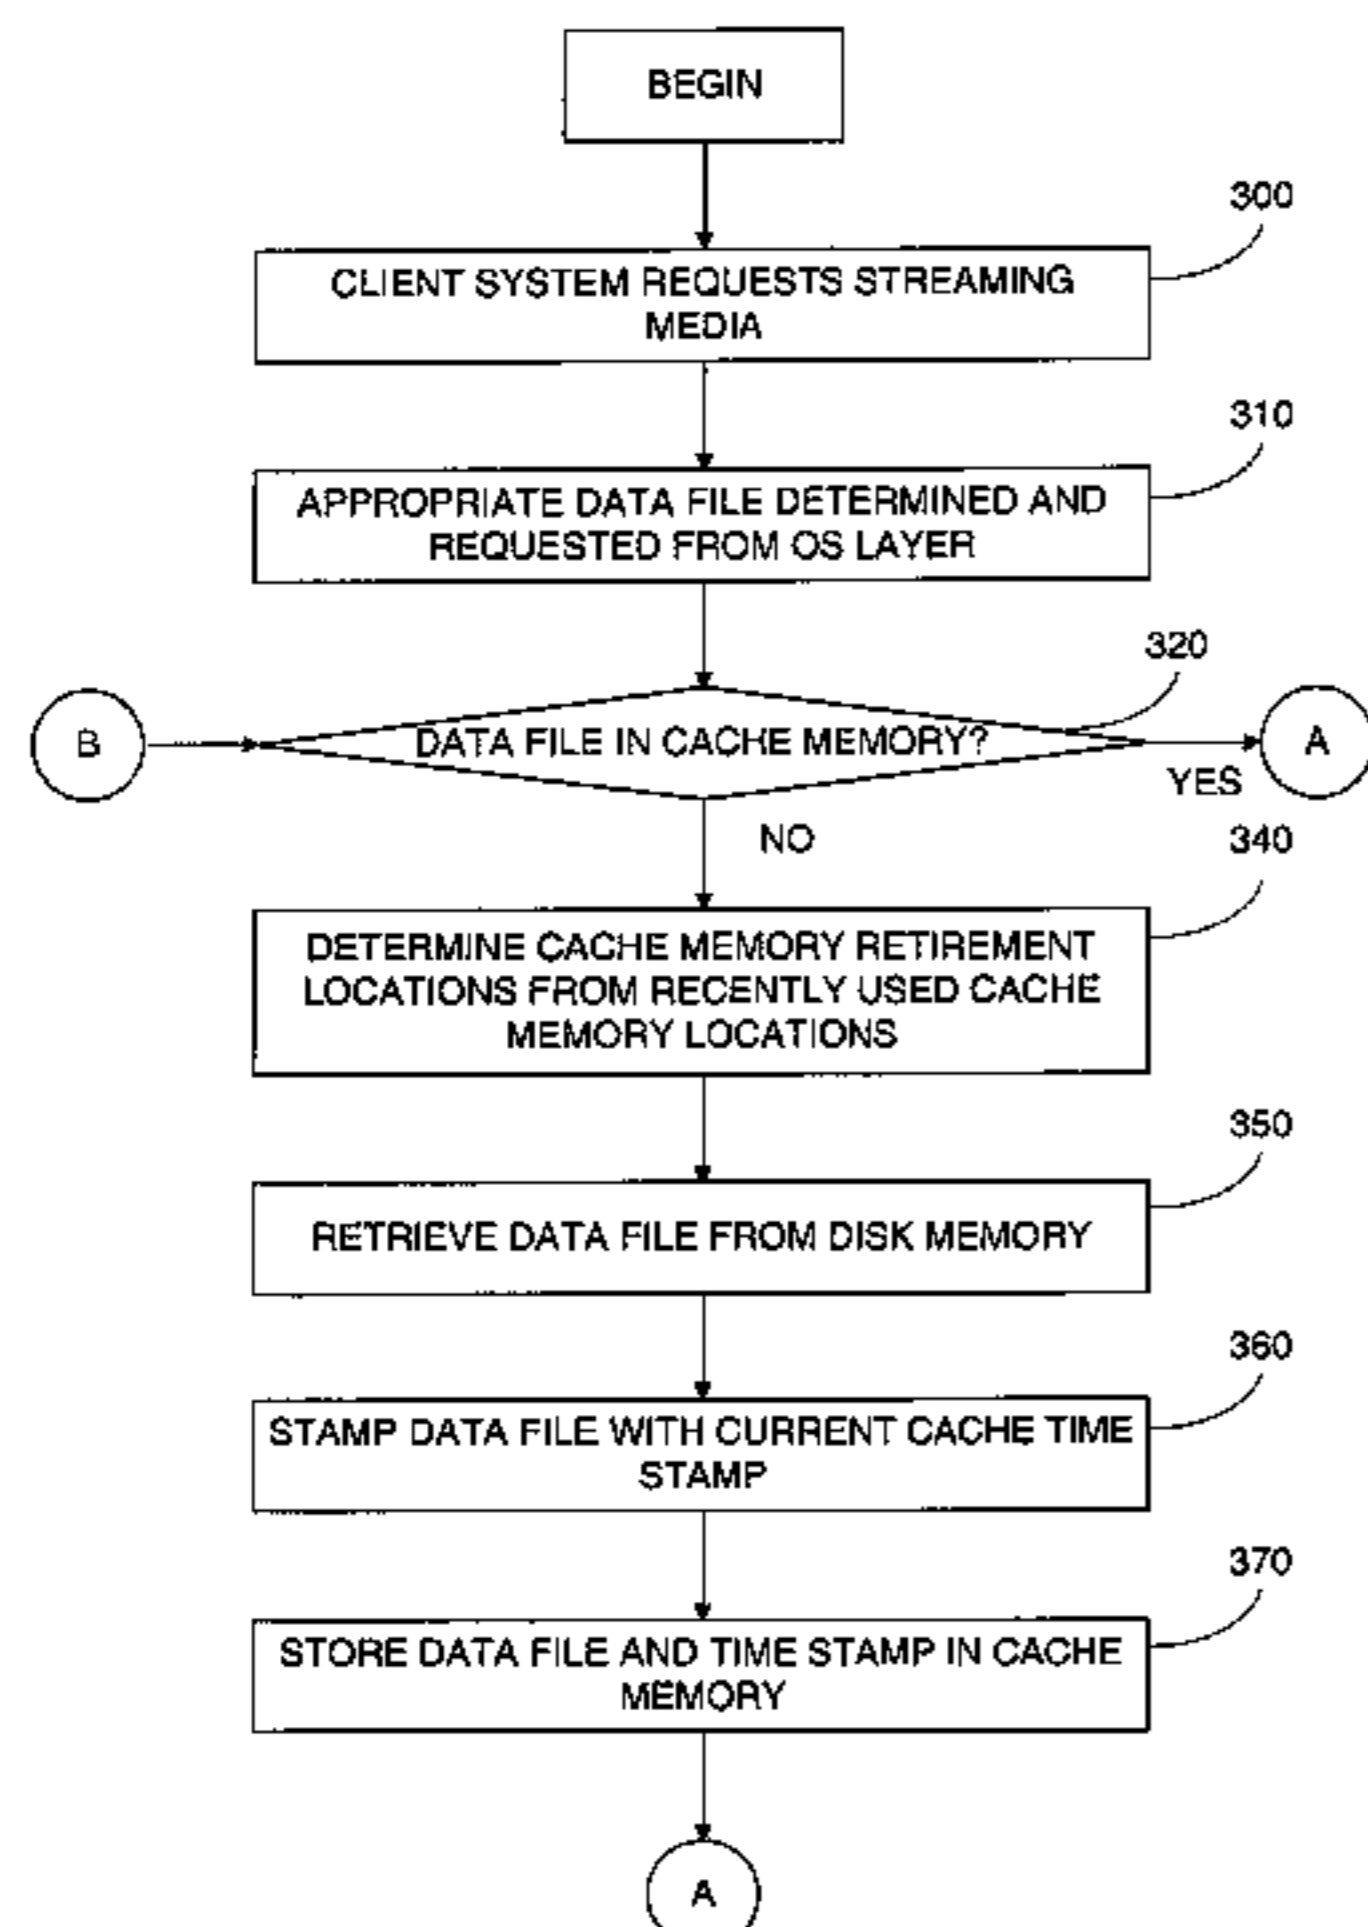 BEGIN
300
CLIENT SYSTEM REQUESTS STREAMING
MEDIA
310
APPROPRIATE DATA FILE DETERMINED AND
REQUESTED FROM OS LAYER
320
B
DATA FILE IN CACHE MEMORY?
A
YES
NO
340
DETERMINE CACHE MEMORY RETIREMENT
LOCATIONS FROM RECENTLY USED CACHE
MEMORY LOCATIONS
350
RETRIEVE DATA FILE FROM DISK MEMORY
360
STAMP DATA FILE WITH CURRENT CACHE TIME
STAMP
370
STORE DATA FILE AND TIME STAMP IN CACHE
MEMORY
A